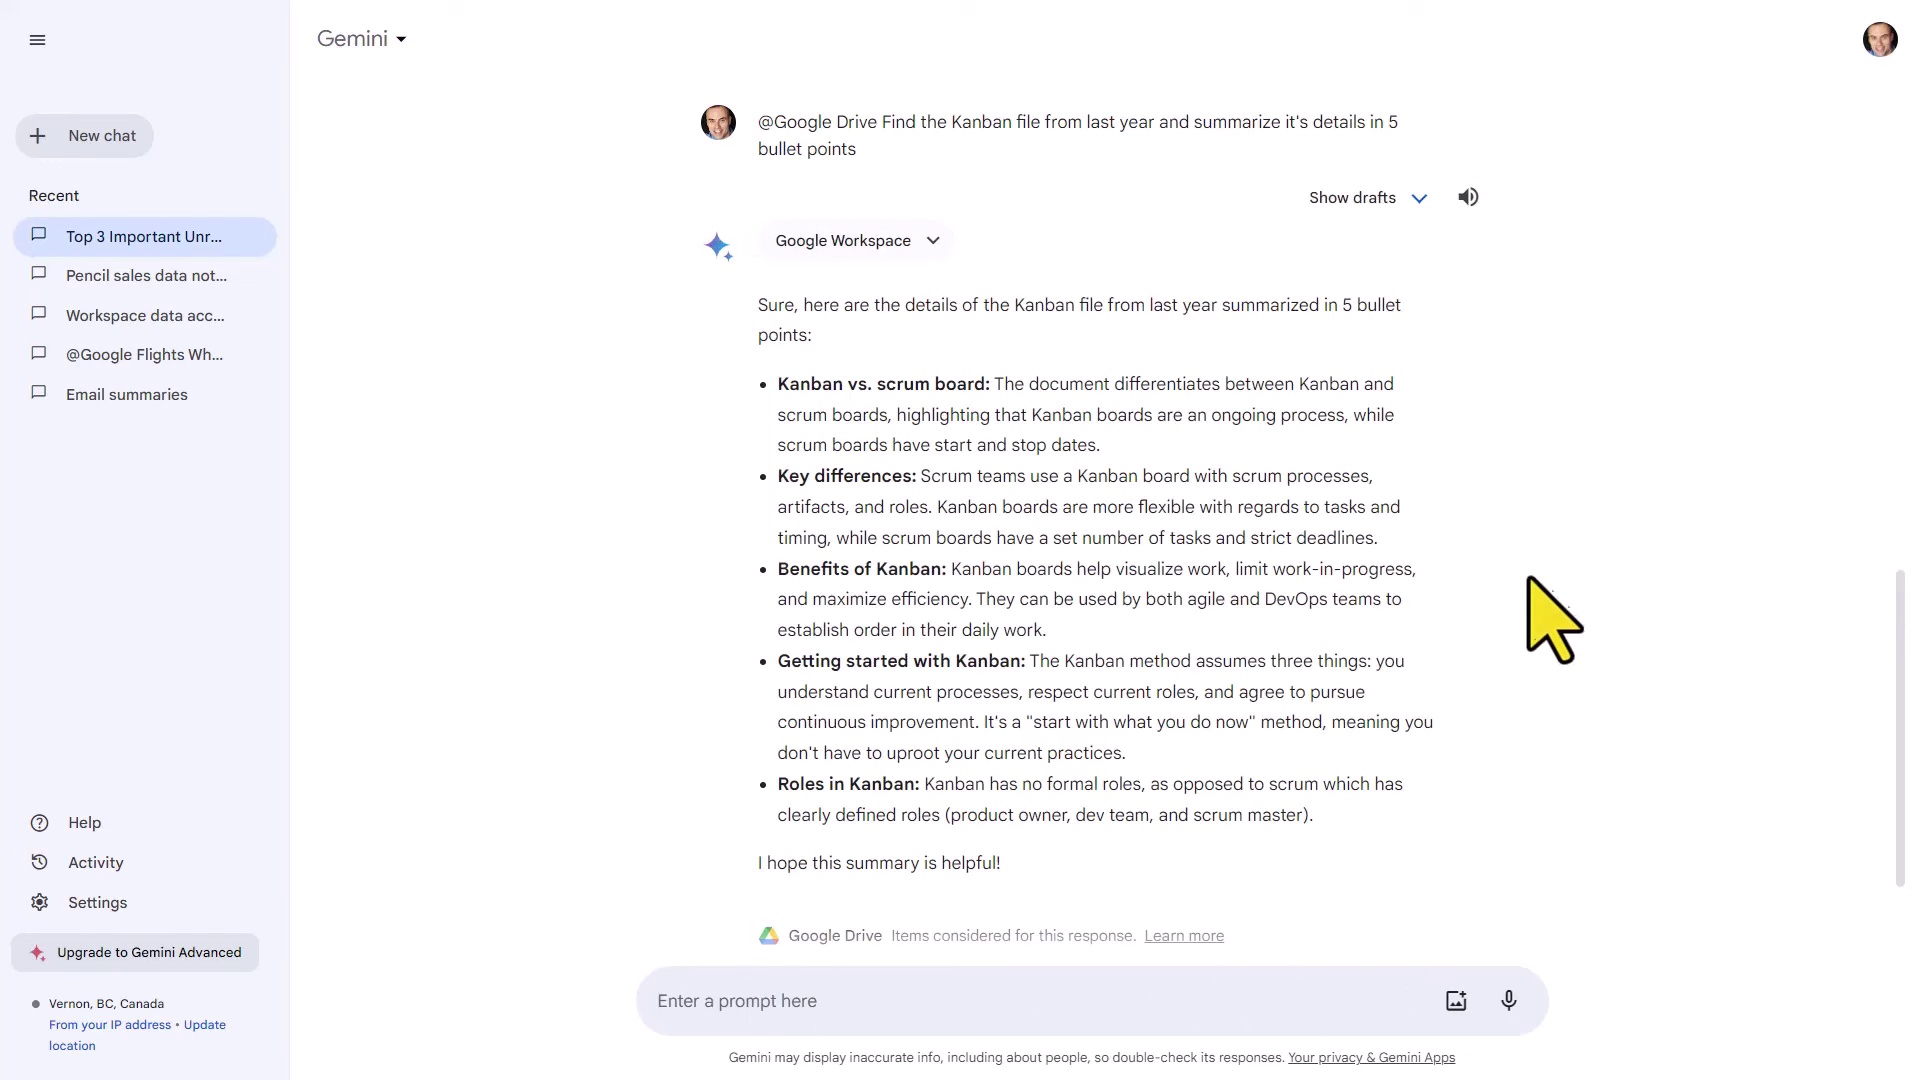 Gemini
New chat
Recent
Top 3 Important Unr...
Pencil sales data not...
Workspace data acc...
@Google Flights Wh...
Email summaries
Help
Activity
Settings
Upgrade to Gemini Advanced
Vernon, BC, Canada
From your IP address • Update
location
@Google Drive Find the Kanban file from last year and summarize it's details in 5
bullet points
Show drafts
Google Workspace
Sure, here are the details of the Kanban file from last year summarized in 5 bullet
points:
• Kanban vs. scrum board: The document differentiates between Kanban and
scrum boards, highlighting that Kanban boards are an ongoing process, while
scrum boards have start and stop dates.
• Key differences: Scrum teams use a Kanban board with scrum processes,
artifacts, and roles. Kanban boards are more flexible with regards to tasks and
timing, while scrum boards have a set number of tasks and strict deadlines.
• Benefits of Kanban: Kanban boards help visualize work, limit work-in-progress,
and maximize efficiency. They can be used by both agile and DevOps teams to
establish order in their daily work.
• Getting started with Kanban: The Kanban method assumes three things: you
understand current processes, respect current roles, and agree to pursue
continuous improvement. It's a "start with what you do now" method, meaning you
don't have to uproot your current practices.
• Roles in Kanban: Kanban has no formal roles, as opposed to scrum which has
clearly defined roles (product owner, dev team, and scrum master).
I hope this summary is helpful!
Google Drive Items considered for this response. Learn more
Enter a prompt here
Gemini may display inaccurate info, including about people, so double-check its responses. Your privacy & Gemini Apps